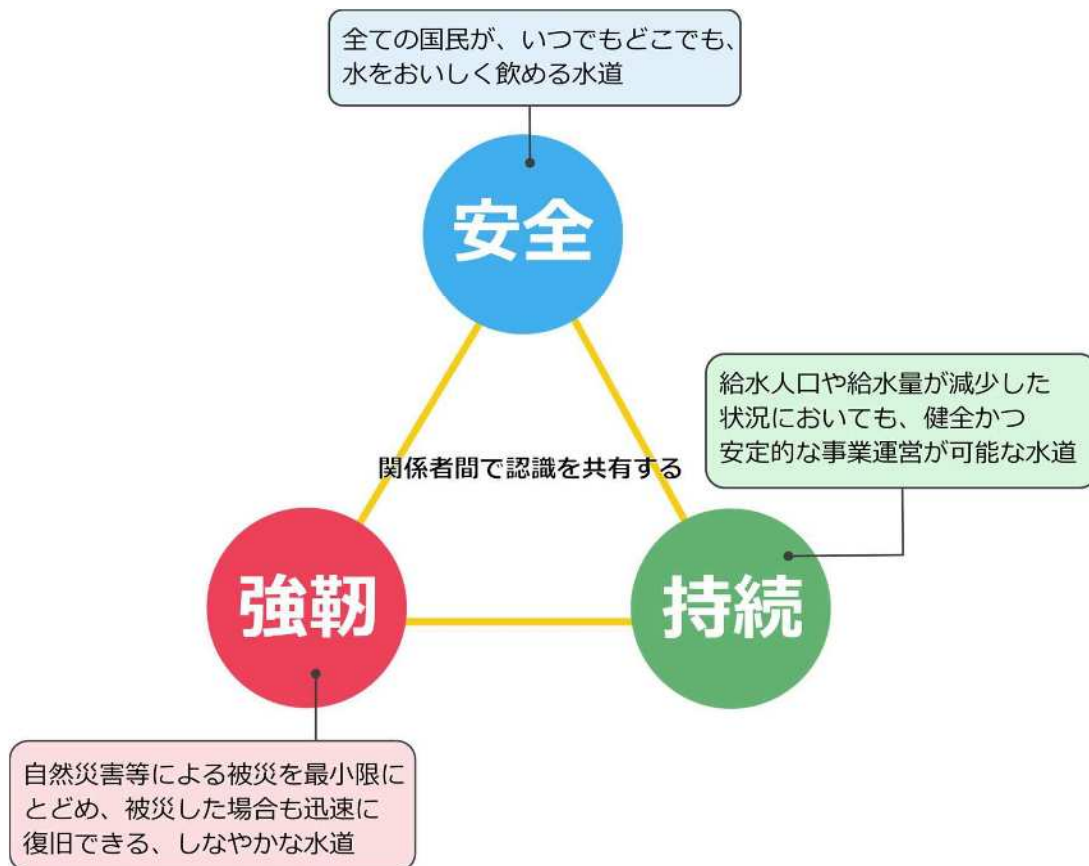 全ての国民が、いつでもどこでも、
水をおいしく飲める水道
安全
給水人口や給水量が減少した
状況においても、健全かつ
安定的な事業運営が可能な水道
関係者間で認識を共有する
強靭
持続
自然災害等による被災を最小限に
とどめ、被災した場合も迅速に
復旧できる、しなやかな水道